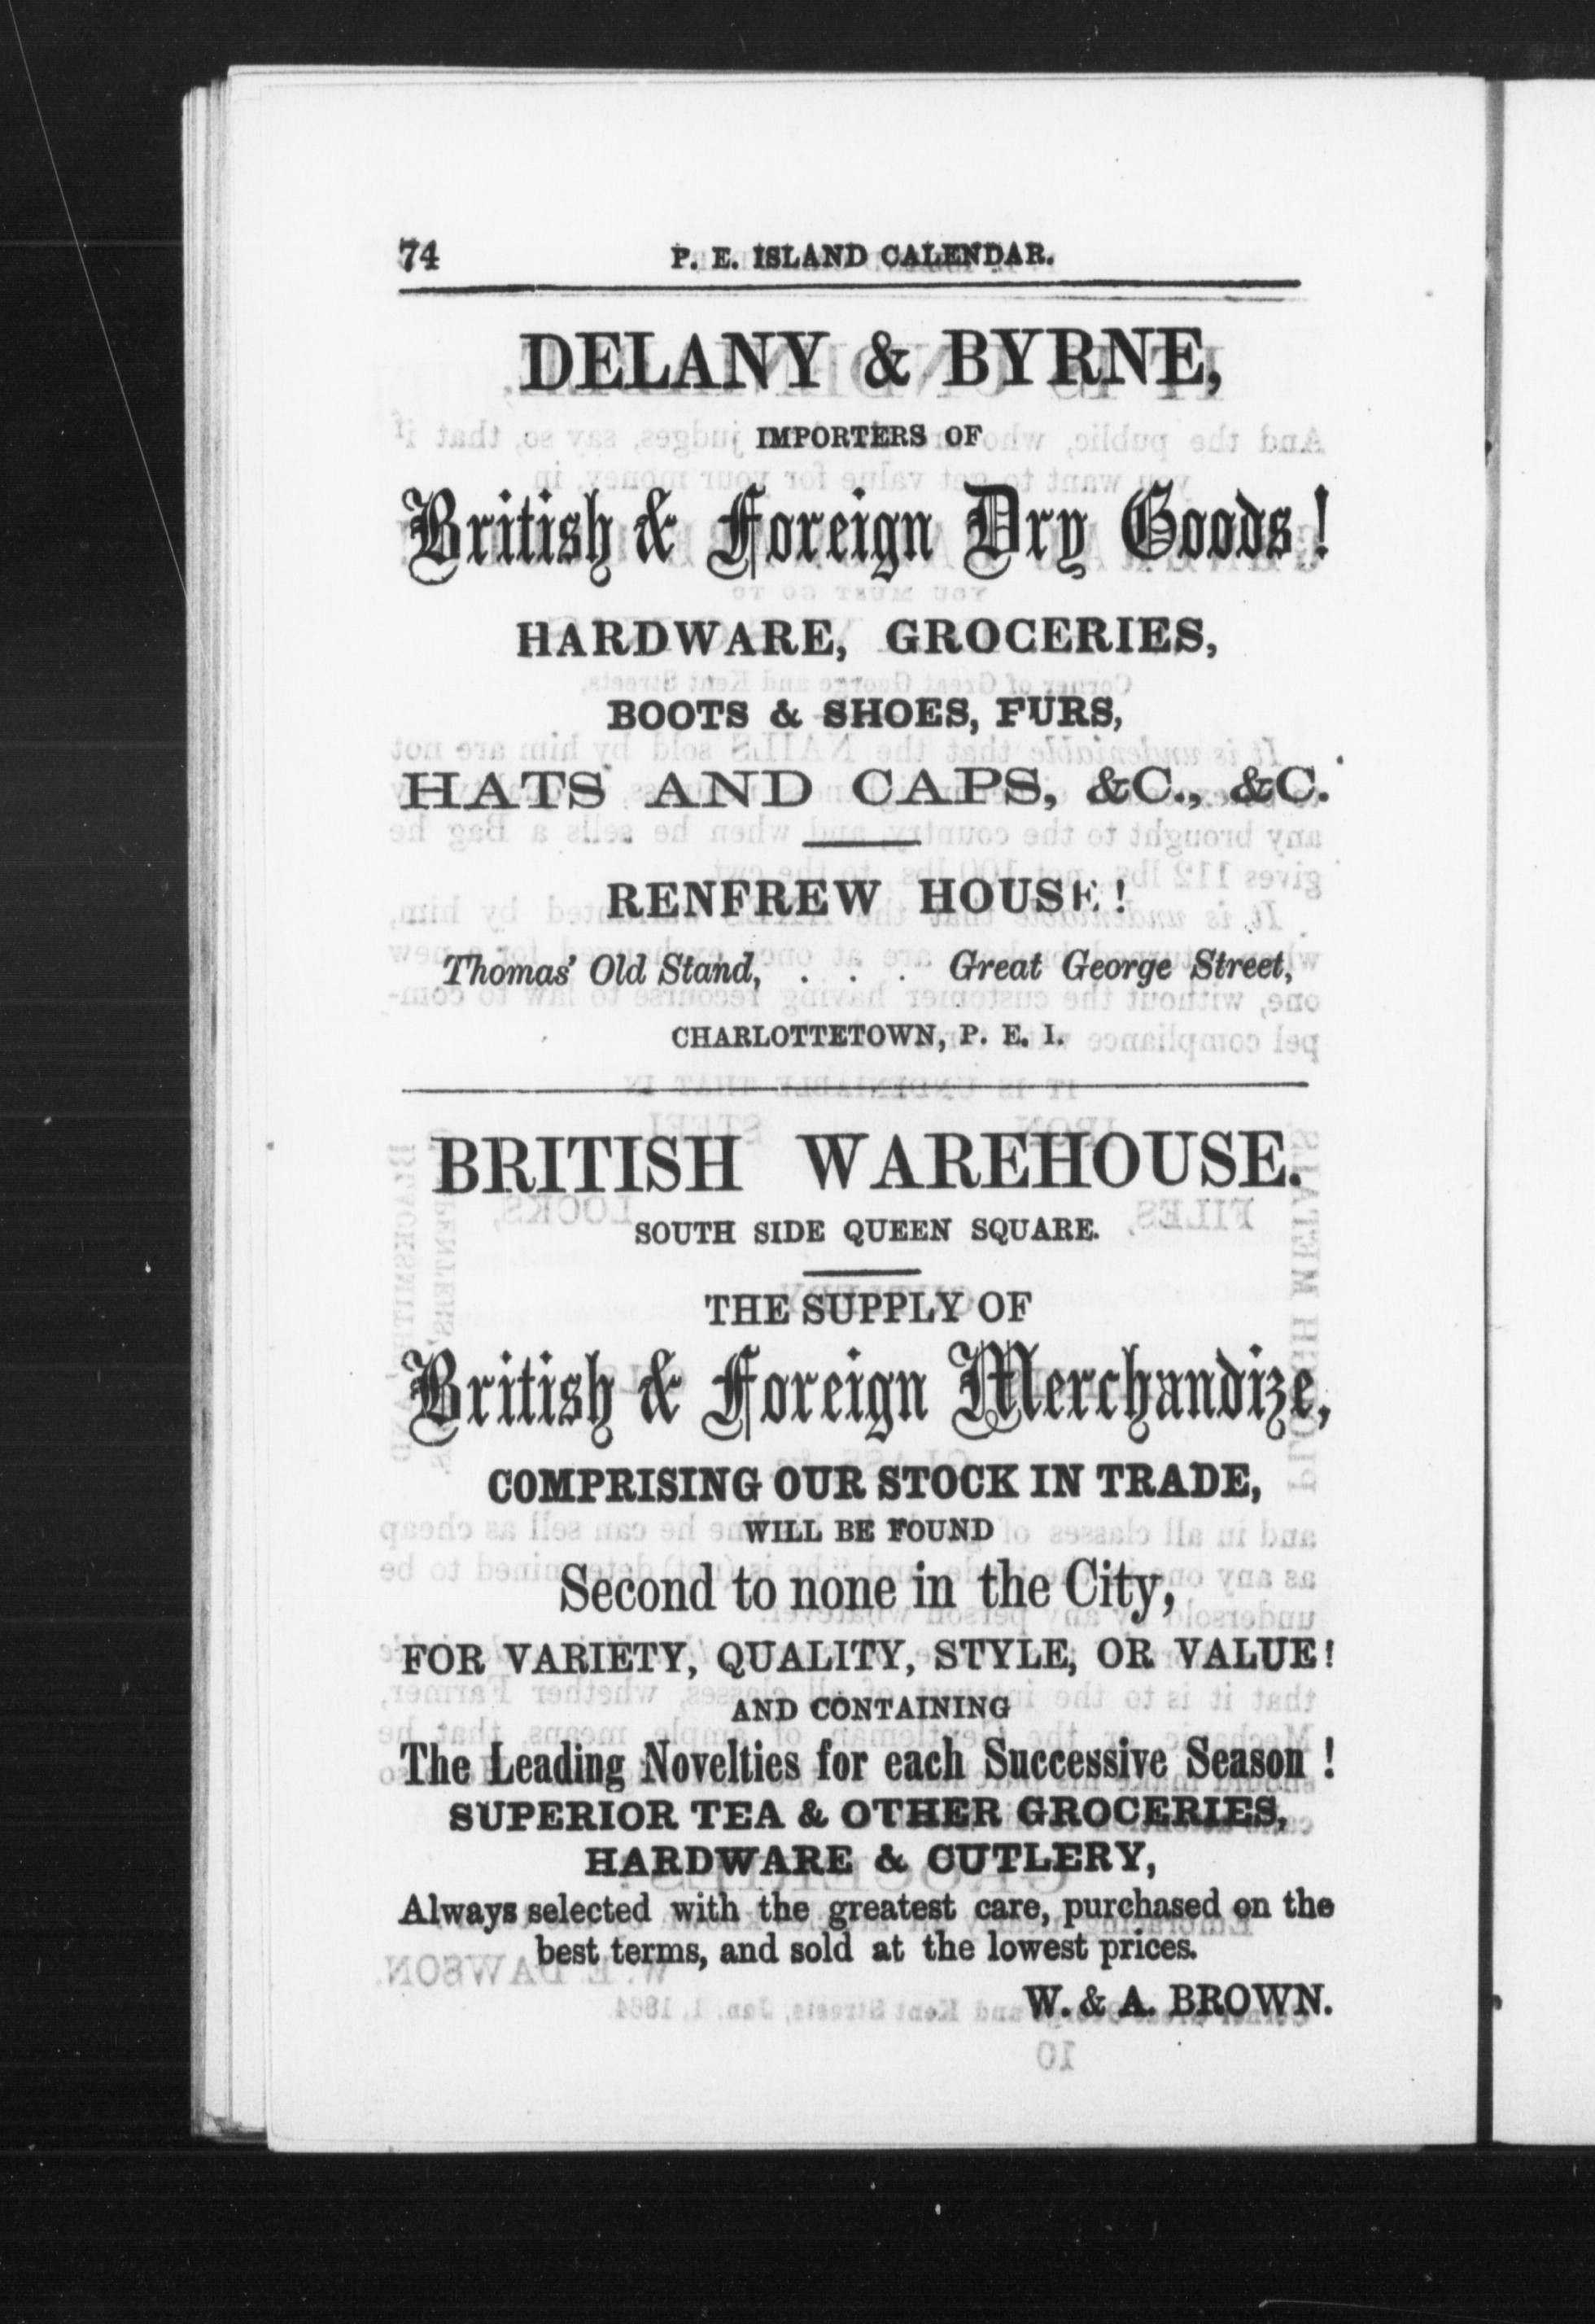 74 P. E. ISLAND CALENDAR.
DELANY & BYRNE,
IMPORTERS OF
British & Foreign Dry Goods!
HARDWARE, GROCERIES,
BOOTS & SHOES, FURS,
HATS AND CAPS, &C., &C.
RENFREW HOUSE!
Thomas' Old Stand, . . . Great George Street,
CHARLOTTETOWN, P. E. I.
BRITISH WAREHOUSE.
SOUTH SIDE QUEEN SQUARE.
THE SUPPLY OF
British & Foreign Merchandize,
COMPRISING OUR STOCK IN TRADE,
WILL BE FOUND
Second to none in the City,
FOR VARIETY, QUALITY, STYLE, OR VALUE!
AND CONTAINING
The Leading Novelties for each Successive Season!
SUPERIOR TEA & OTHER GROCERIES,
HARDWARE & CUTLERY,
Always selected with the greatest care, purchased on the
best terms, and sold at the lowest prices.
W. & A. BROWN.